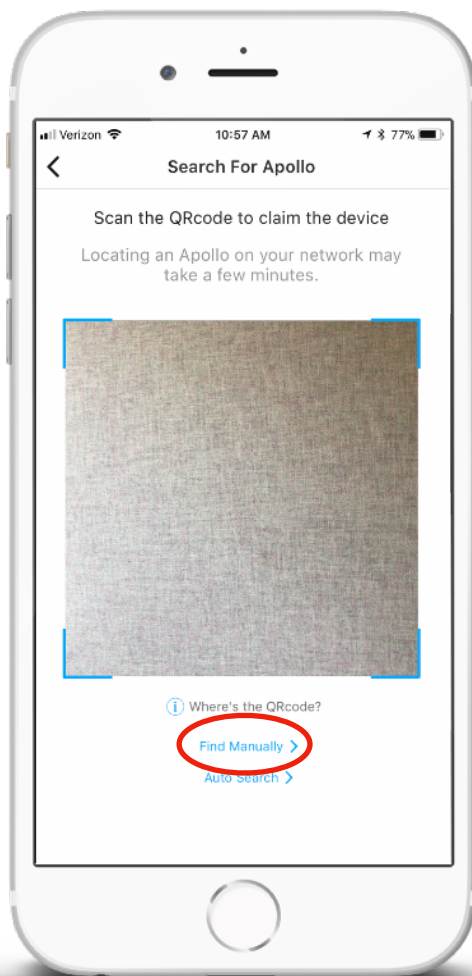 Verizon 10:57 AM 77%
Search For Apollo
Scan the QRcode to claim the device
Locating an Apollo on your network may
take a few minutes.
Where's the QRcode?
Find Manually
Auto Search